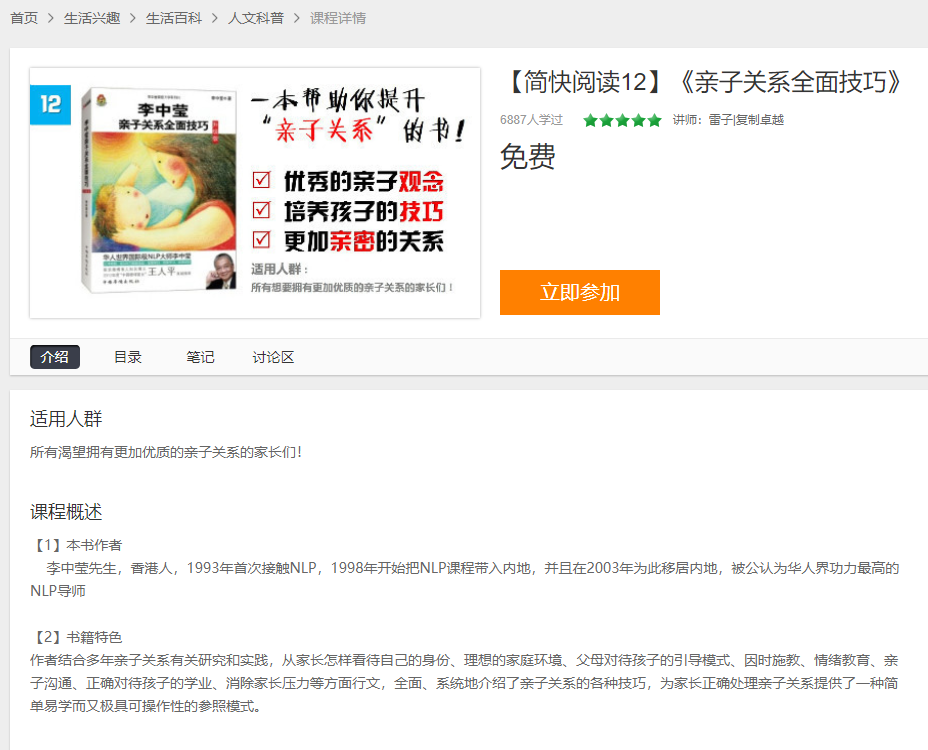 首页 > 生活兴趣 > 生活百科 > 人文科普 > 课程详情
12
李中莹
亲子关系全面技巧
华人世界国际级NLP大师李中莹
王人平
一本帮助你提升
“亲子关系”的书!
优秀的亲子观念
培养孩子的技巧
更加亲密的关系
适用人群:
所有想要拥有更加优质的亲子关系的家长们!
【简快阅读12】《亲子关系全面技巧》
6887人学过 讲师:雷子|复制卓越
免费
立即参加
介绍 目录 笔记 讨论区
适用人群
所有渴望拥有更加优质的亲子关系的家长们!
课程概述
【1】本书作者
李中莹先生,香港人,1993年首次接触NLP,1998年开始把NLP课程带入内地,并且在2003年为此移居内地,被公认为华人界功力最高的
NLP导师
【2】书籍特色
作者结合多年亲子关系有关研究和实践,从家长怎样看待自己的身份、理想的家庭环境、父母对待孩子的引导模式、因时施教、情绪教育、亲
子沟通、正确对待孩子的学业、消除家长压力等方面行文,全面、系统地介绍了亲子关系的各种技巧,为家长正确处理亲子关系提供了一种简
单易学而又极具可操作性的参照模式。